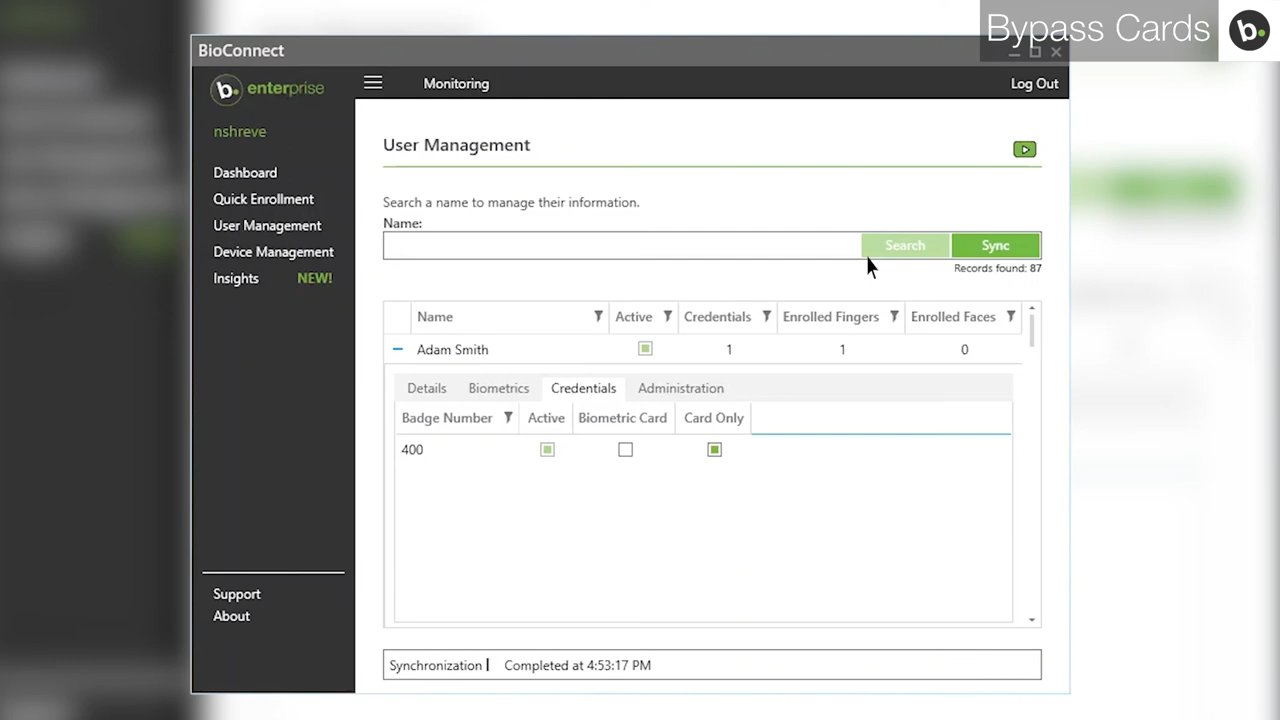 Bypass Cards
b.
BioConnect
b. enterprise
Monitoring
Log Out
nshreve
Dashboard
Quick Enrollment
User Management
Device Management
Insights NEW!
Support
About
User Management
Search a name to manage their information.
Name:
Search Sync
Records found: 87
Name Active Credentials Enrolled Fingers Enrolled Faces
Adam Smith 1 1 0
Details Biometrics Credentials Administration
Badge Number Active Biometric Card Card Only
400
Synchronization | Completed at 4:53:17 PM